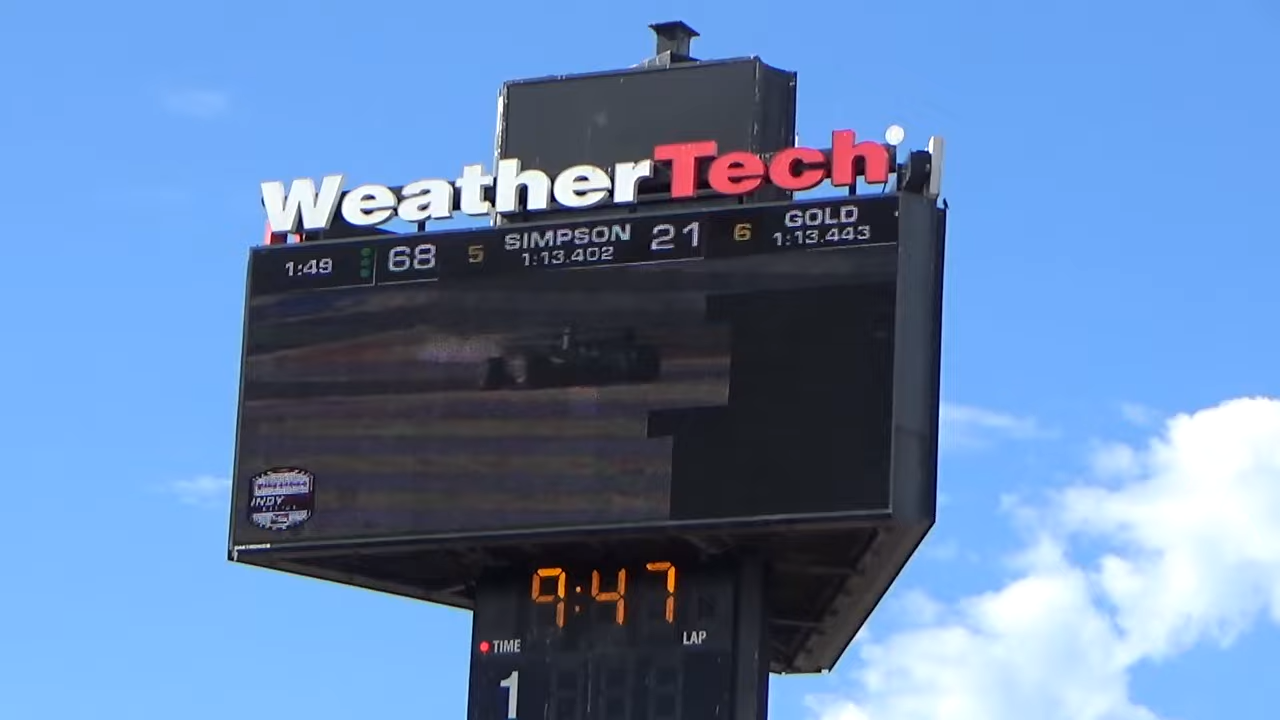 WeatherTech
1:49 68 5 SIMPSON 21 6 GOLD
1:13.402 1:13.443
INDY
9:47
TIME LAP
1